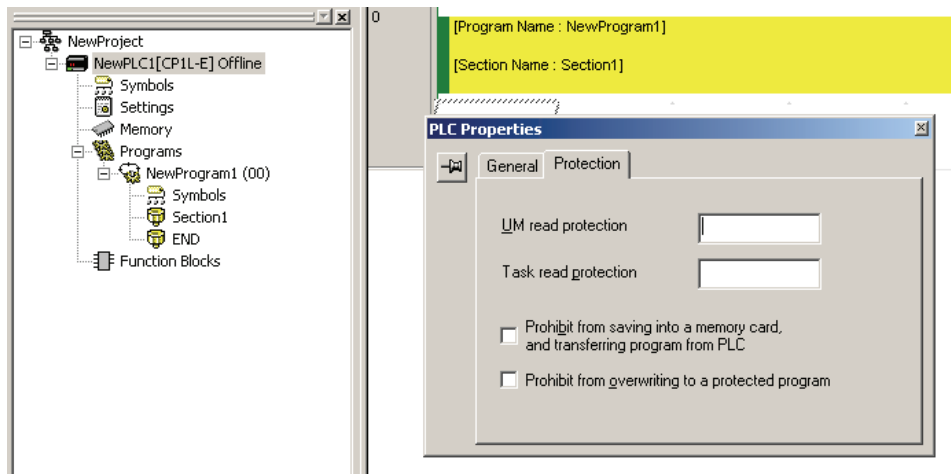 NewProject
NewPLC1[CP1L-E] Offline
Symbols
Settings
Memory
Programs
NewProgram1 (00)
Symbols
Section1
END
Function Blocks
0
[Program Name : NewProgram1]
[Section Name : Section1]
PLC Properties
General Protection
UM read protection
Task read protection
Prohibit from saving into a memory card,
and transferring program from PLC
Prohibit from overwriting to a protected program